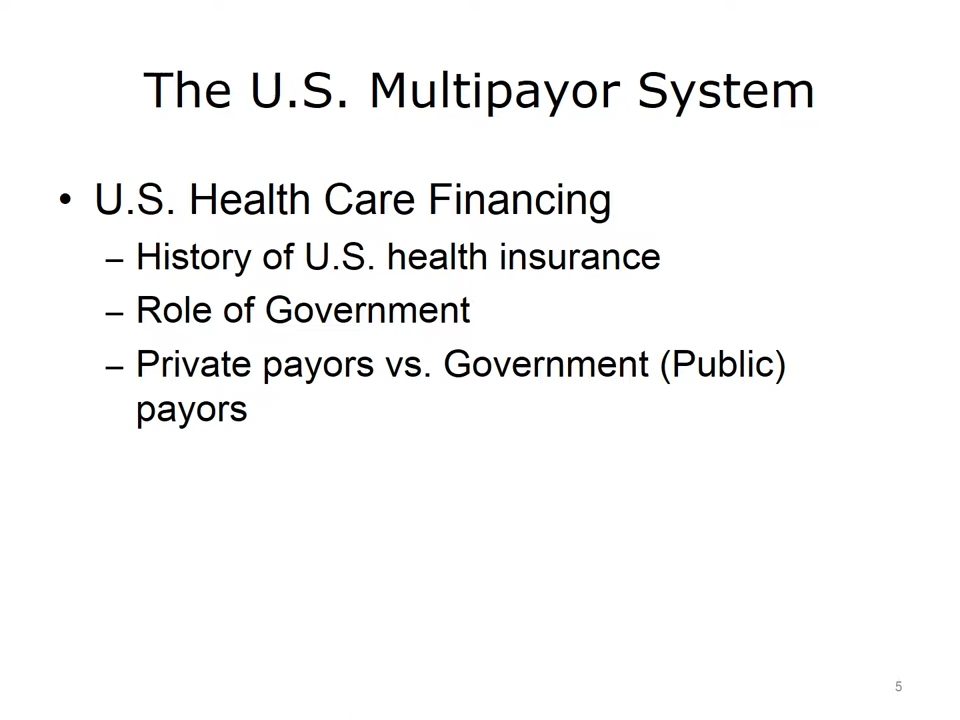 The U.S. Multipayor System
• U.S. Health Care Financing
– History of U.S. health insurance
– Role of Government
– Private payors vs. Government (Public)
payors
5